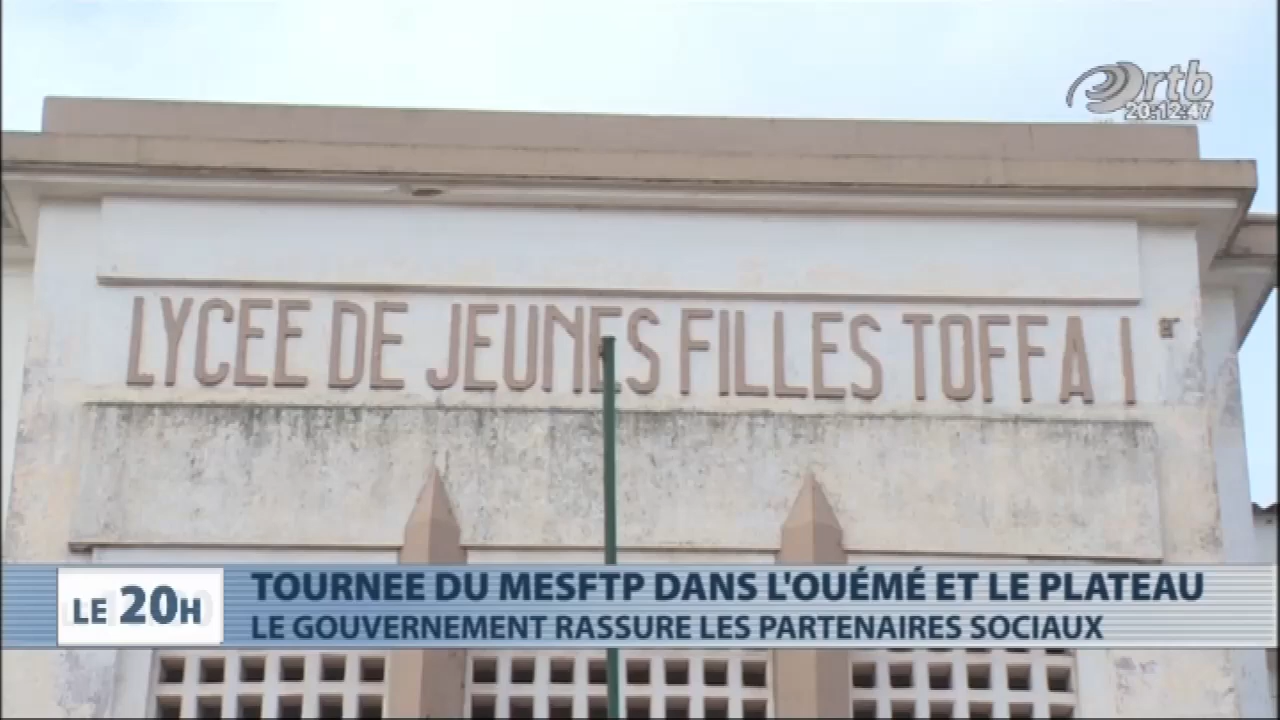 ortb
20:12:47
LYCEE DE JEUNES FILLES TOFFA I ER
LE 20H
TOURNEE DU MESFTP DANS L'OUÉMÉ ET LE PLATEAU
LE GOUVERNEMENT RASSURE LES PARTENAIRES SOCIAUX